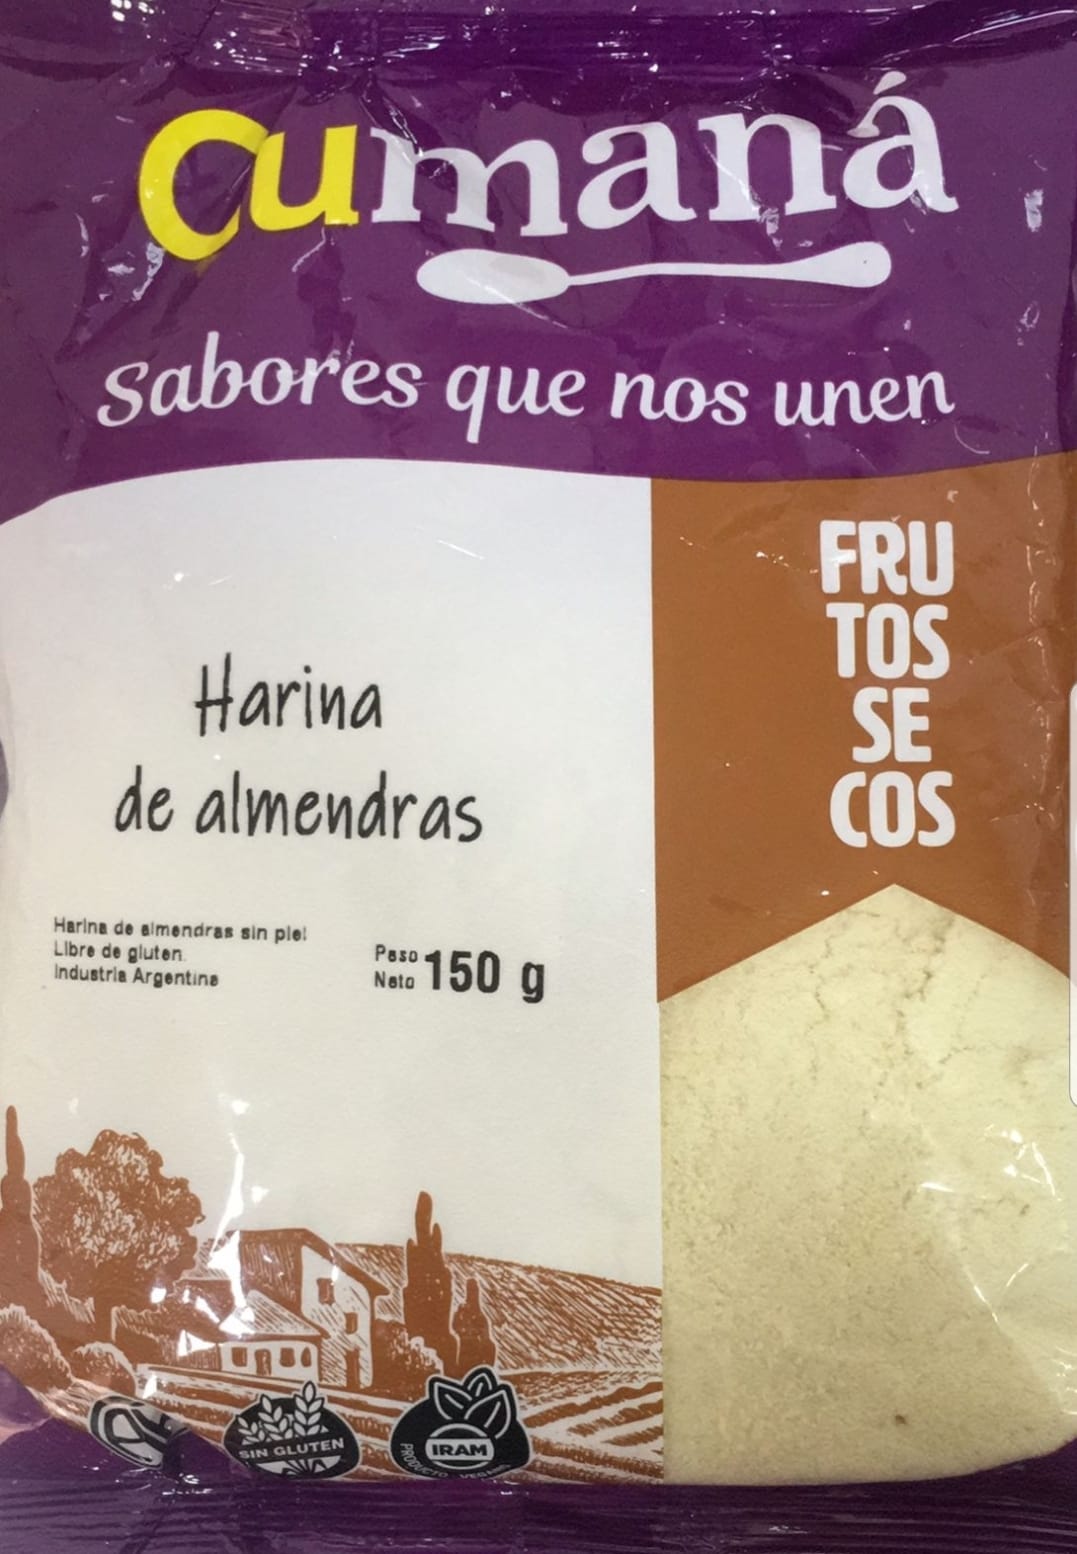 Cumaná
Sabores que nos unen
FRU
TOS
SE
COS
Harina
de almendras
Harina de almendras sin piel
Libre de gluten.
Industria Argentina
Peso
Neto 150 g
SIN GLUTEN
IRAM
PRODUCTO